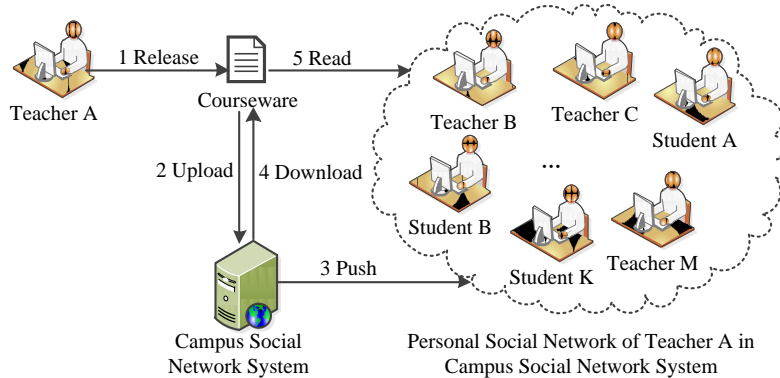 1 Release
5 Read
Teacher A
Courseware
Teacher B
Teacher C
Student A
2 Upload
4 Download
...
Student B
Student K
Teacher M
3 Push
Campus Social
Network System
Personal Social Network of Teacher A in
Campus Social Network System